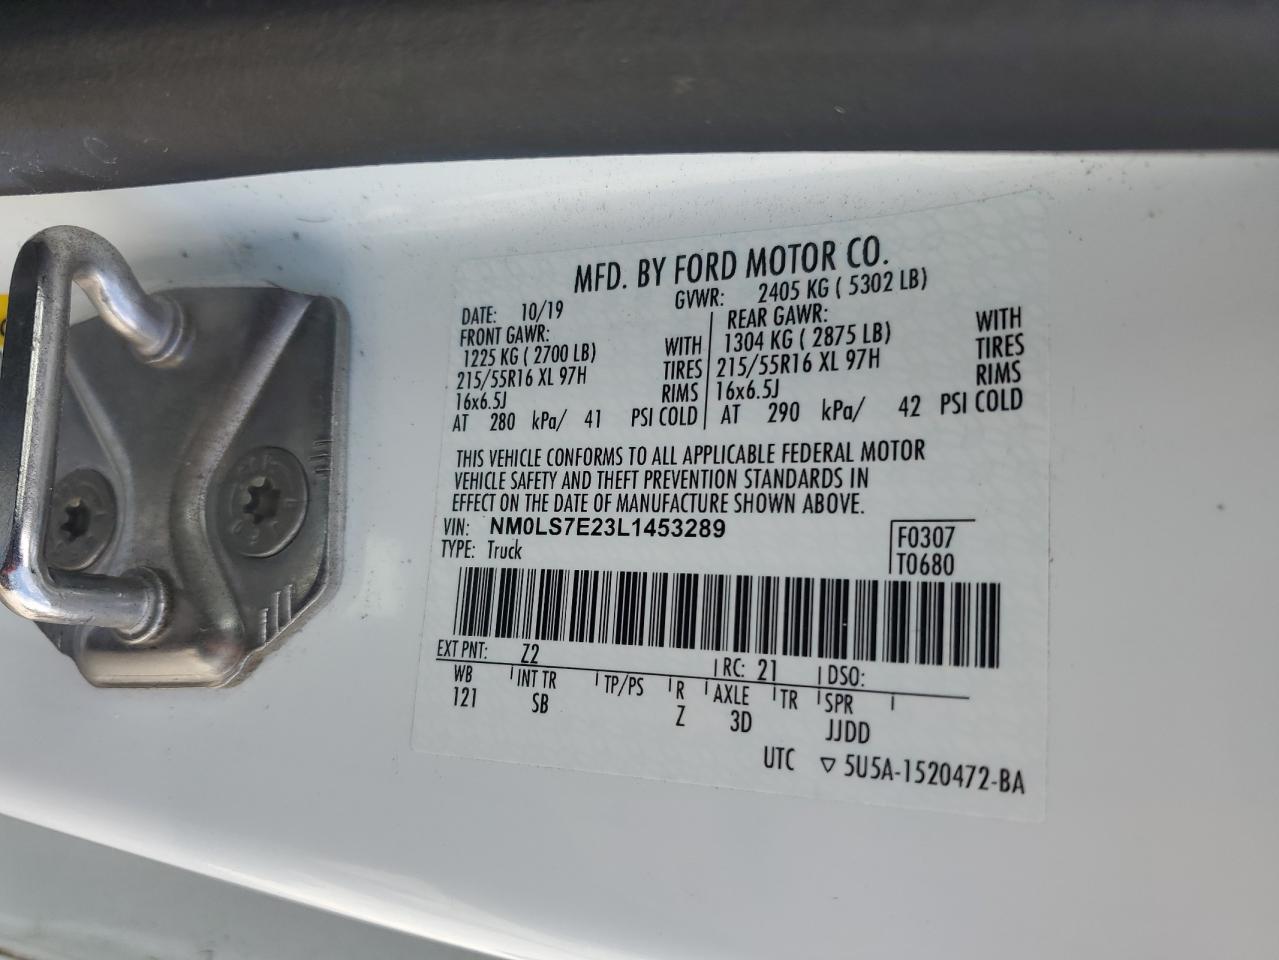 MFD. BY FORD MOTOR CO.
DATE: 10/19 GVWR: 2405 KG ( 5302 LB)
FRONT GAWR: REAR GAWR:
1225 KG ( 2700 LB) WITH 1304 KG ( 2875 LB) WITH
215/55R16 XL 97H TIRES 215/55R16 XL 97H TIRES
16x6.5J RIMS 16x6.5J RIMS
AT 280 kPa/ 41 PSI COLD AT 290 kPa/ 42 PSI COLD
THIS VEHICLE CONFORMS TO ALL APPLICABLE FEDERAL MOTOR
VEHICLE SAFETY AND THEFT PREVENTION STANDARDS IN
EFFECT ON THE DATE OF MANUFACTURE SHOWN ABOVE.
VIN: NM0LS7E23L1453289 F0307
TYPE: Truck T0680
EXT PNT: Z2 RC: 21 DSO:
WB INT TR TP/PS R AXLE TR SPR
121 SB Z 3D JJDD
UTC ▽ 5U5A-1520472-BA